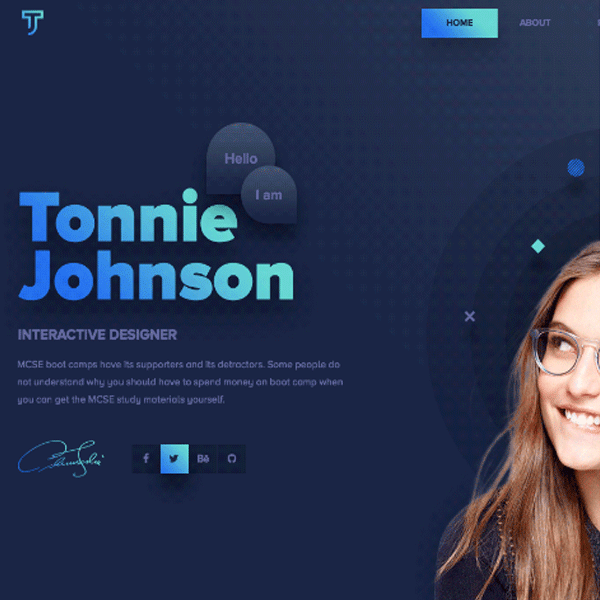 TJ
HOME
ABOUT
Hello
I am
Tonnie
Johnson
INTERACTIVE DESIGNER
MCSE boot camps have its supporters and its detractors. Some people do
not understand why you should have to spend money on boot camp when
you can get the MCSE study materials yourself.
Bē